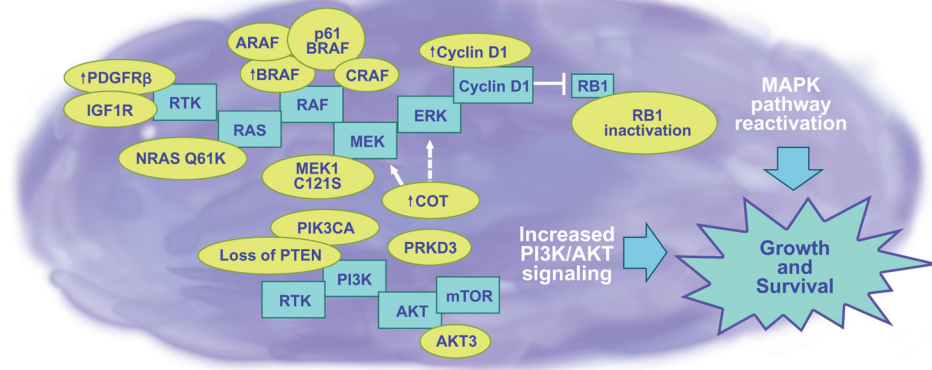 ARAF
p61
BRAF
↑BRAF
CRAF
↑Cyclin D1
Cyclin D1
RB1
RB1
inactivation
↑PDGFRβ
IGF1R
RTK
RAS
RAF
MEK
ERK
NRAS Q61K
MEK1
C121S
↑COT
PRKD3
PIK3CA
Loss of PTEN
PI3K
RTK
AKT
mTOR
AKT3
MAPK
pathway
reactivation
Increased
PI3K/AKT
signaling
Growth
and
Survival